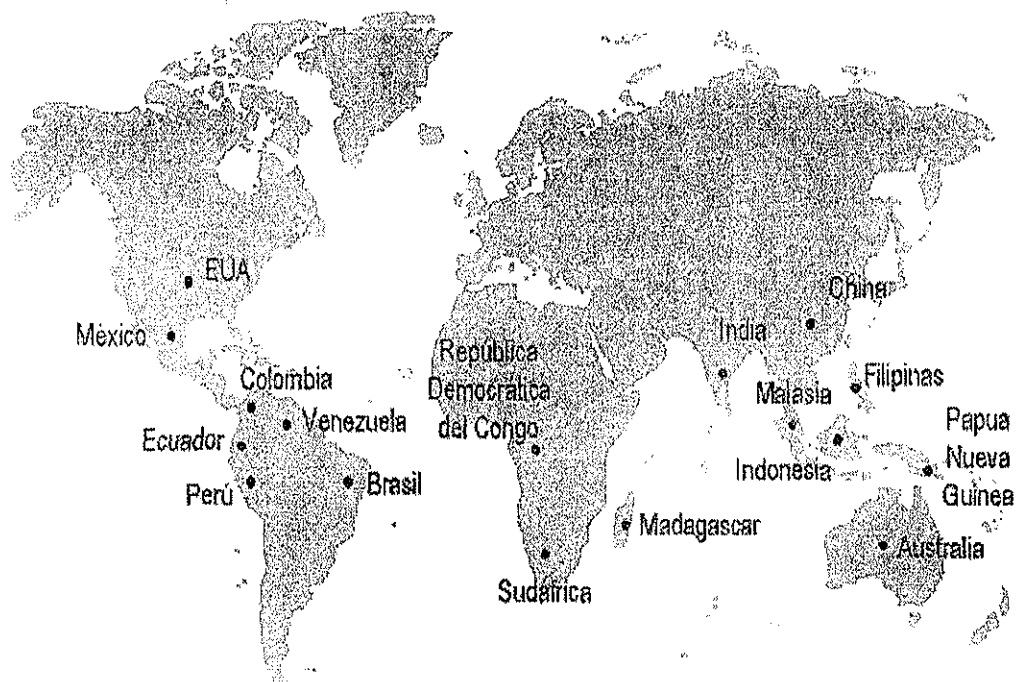 EUA
México
Colombia
Venezuela
Ecuador
Perú
Brasil
República
Democrática
del Congo
Sudáfrica
Madagascar
China
India
Filipinas
Malasia
Indonesia
Papua
Nueva
Guinea
Australia